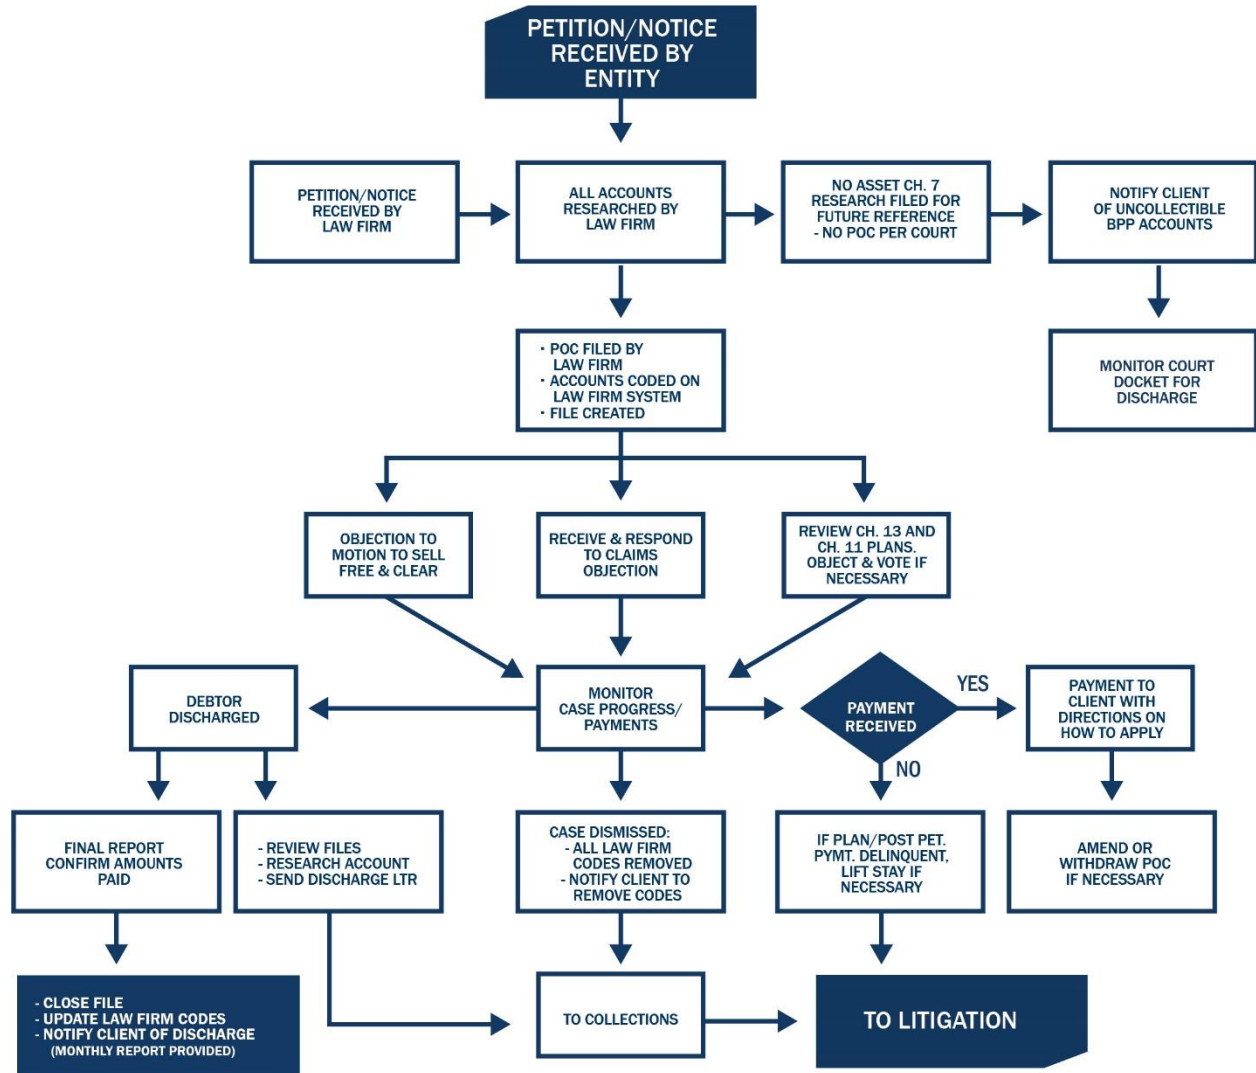 PETITION/NOTICE
RECEIVED BY
ENTITY
PETITION/NOTICE
RECEIVED BY
LAW FIRM
ALL ACCOUNTS
RESEARCHED BY
LAW FIRM
NO ASSET CH. 7
RESEARCH FILED FOR
FUTURE REFERENCE
- NO POC PER COURT
NOTIFY CLIENT
OF UNCOLLECTIBLE
BPP ACCOUNTS
· POC FILED BY
LAW FIRM
· ACCOUNTS CODED ON
LAW FIRM SYSTEM
· FILE CREATED
MONITOR COURT
DOCKET FOR
DISCHARGE
OBJECTION TO
MOTION TO SELL
FREE & CLEAR
RECEIVE & RESPOND
TO CLAIMS
OBJECTION
REVIEW CH. 13 AND
CH. 11 PLANS.
OBJECT & VOTE IF
NECESSARY
DEBTOR
DISCHARGED
MONITOR
CASE PROGRESS/
PAYMENTS
PAYMENT
RECEIVED
YES
NO
PAYMENT TO
CLIENT WITH
DIRECTIONS ON
HOW TO APPLY
FINAL REPORT
CONFIRM AMOUNTS
PAID
- REVIEW FILES
- RESEARCH ACCOUNT
- SEND DISCHARGE LTR
CASE DISMISSED:
- ALL LAW FIRM
CODES REMOVED
- NOTIFY CLIENT TO
REMOVE CODES
IF PLAN/POST PET.
PYMT. DELINQUENT,
LIFT STAY IF
NECESSARY
AMEND OR
WITHDRAW POC
IF NECESSARY
- CLOSE FILE
- UPDATE LAW FIRM CODES
- NOTIFY CLIENT OF DISCHARGE
(MONTHLY REPORT PROVIDED)
TO COLLECTIONS
TO LITIGATION